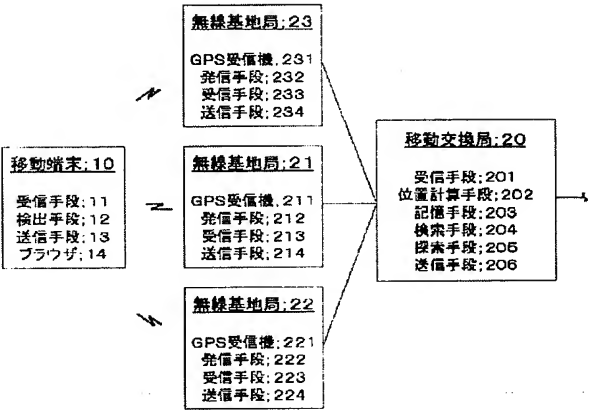 無線基地局;23
GPS受信機,231
発信手段;232
受信手段;233
送信手段;234
移動端末;10
受信手段;11
検出手段;12
送信手段;13
ブラウザ;14
無線基地局;21
GPS受信機;211
発信手段;212
受信手段;213
送信手段;214
移動交換局;20
受信手段;201
位置計算手段;202
記憶手段;203
検索手段;204
探索手段;205
送信手段;206
無線基地局;22
GPS受信機;221
発信手段;222
受信手段;223
送信手段;224